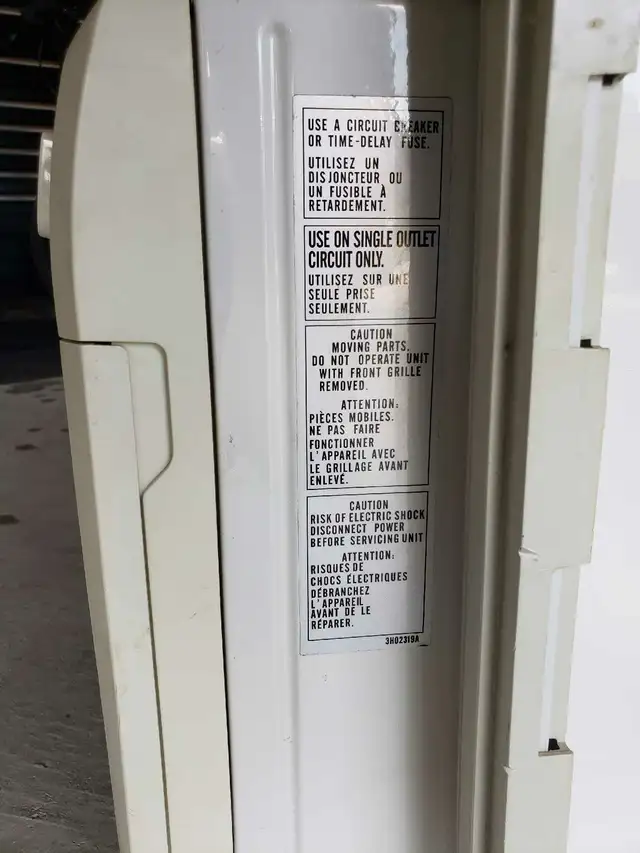 USE A CIRCUIT BREAKER
OR TIME-DELAY FUSE.
UTILISEZ UN
DISJONCTEUR OU
UN FUSIBLE À
RETARDEMENT.
USE ON SINGLE OUTLET
CIRCUIT ONLY.
UTILISEZ SUR UNE
SEULE PRISE
SEULEMENT.
CAUTION
MOVING PARTS.
DO NOT OPERATE UNIT
WITH FRONT GRILLE
REMOVED.
ATTENTION:
PIÈCES MOBILES.
NE PAS FAIRE
FONCTIONNER
L'APPAREIL AVEC
LE GRILLAGE AVANT
ENLEVÉ.
CAUTION
RISK OF ELECTRIC SHOCK
DISCONNECT POWER
BEFORE SERVICING UNIT
ATTENTION:
RISQUES DE
CHOCS ÉLECTRIQUES
DÉBRANCHEZ
L'APPAREIL
AVANT DE LE
RÉPARER.
3H02319A